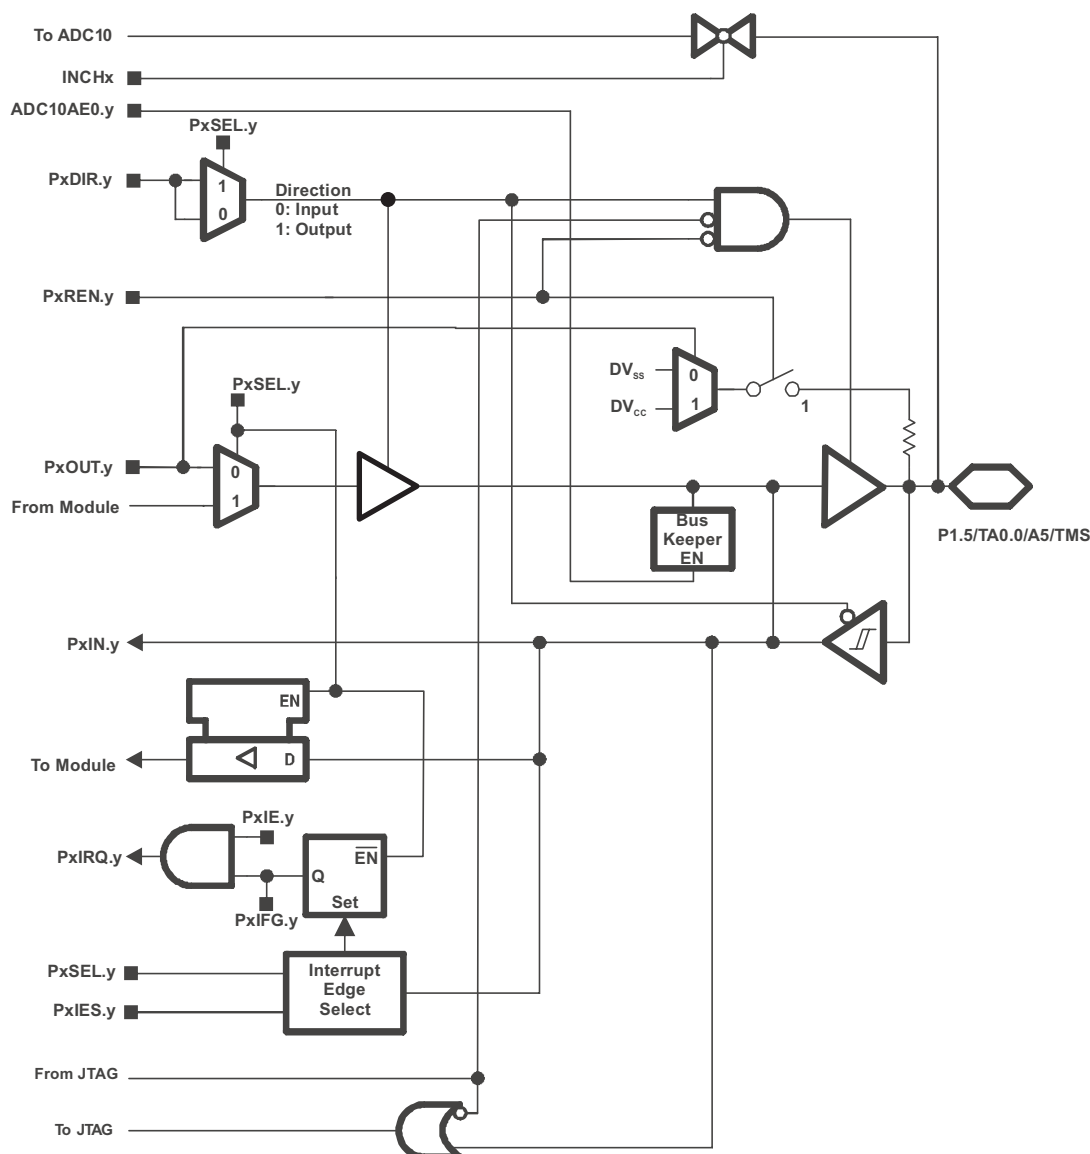 To ADC10
INCHx
ADC10AE0.y
PxSEL.y
PxDIR.y
1
0
Direction
0: Input
1: Output
PxREN.y
DVss
0
DVcc
1
1
PxSEL.y
PxOUT.y
0
From Module
1
Bus
Keeper
EN
P1.5/TA0.0/A5/TMS
PxIN.y
EN
To Module
D
PxIE.y
PxIRQ.y
EN
Q
Set
PxIFG.y
PxSEL.y
PxIES.y
Interrupt
Edge
Select
From JTAG
To JTAG